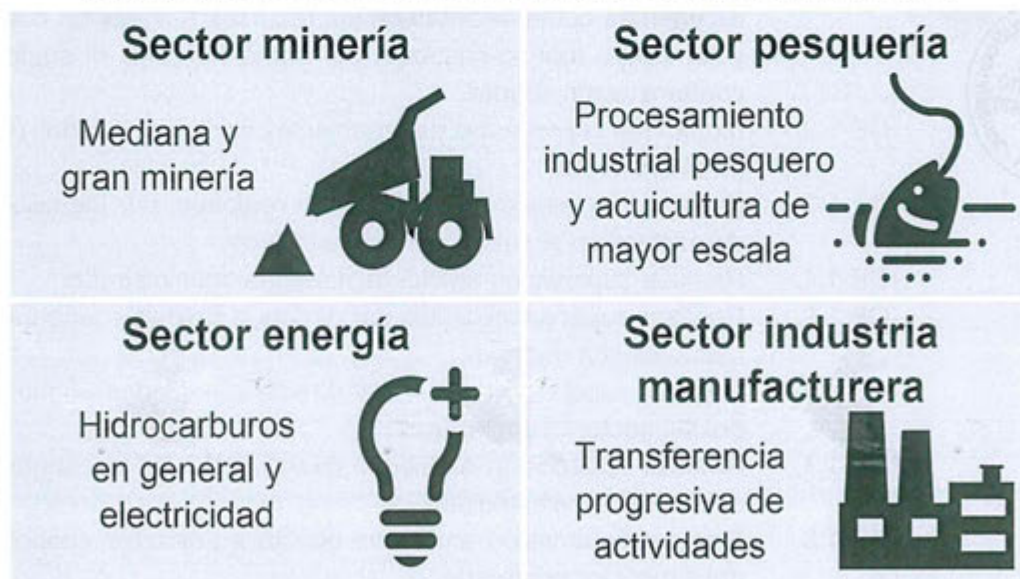 Sector minería
Mediana y
gran minería
Sector pesquería
Procesamiento
industrial pesquero
y acuicultura de
mayor escala
Sector energía
Hidrocarburos
en general y
electricidad
Sector industria
manufacturera
Transferencia
progresiva de
actividades